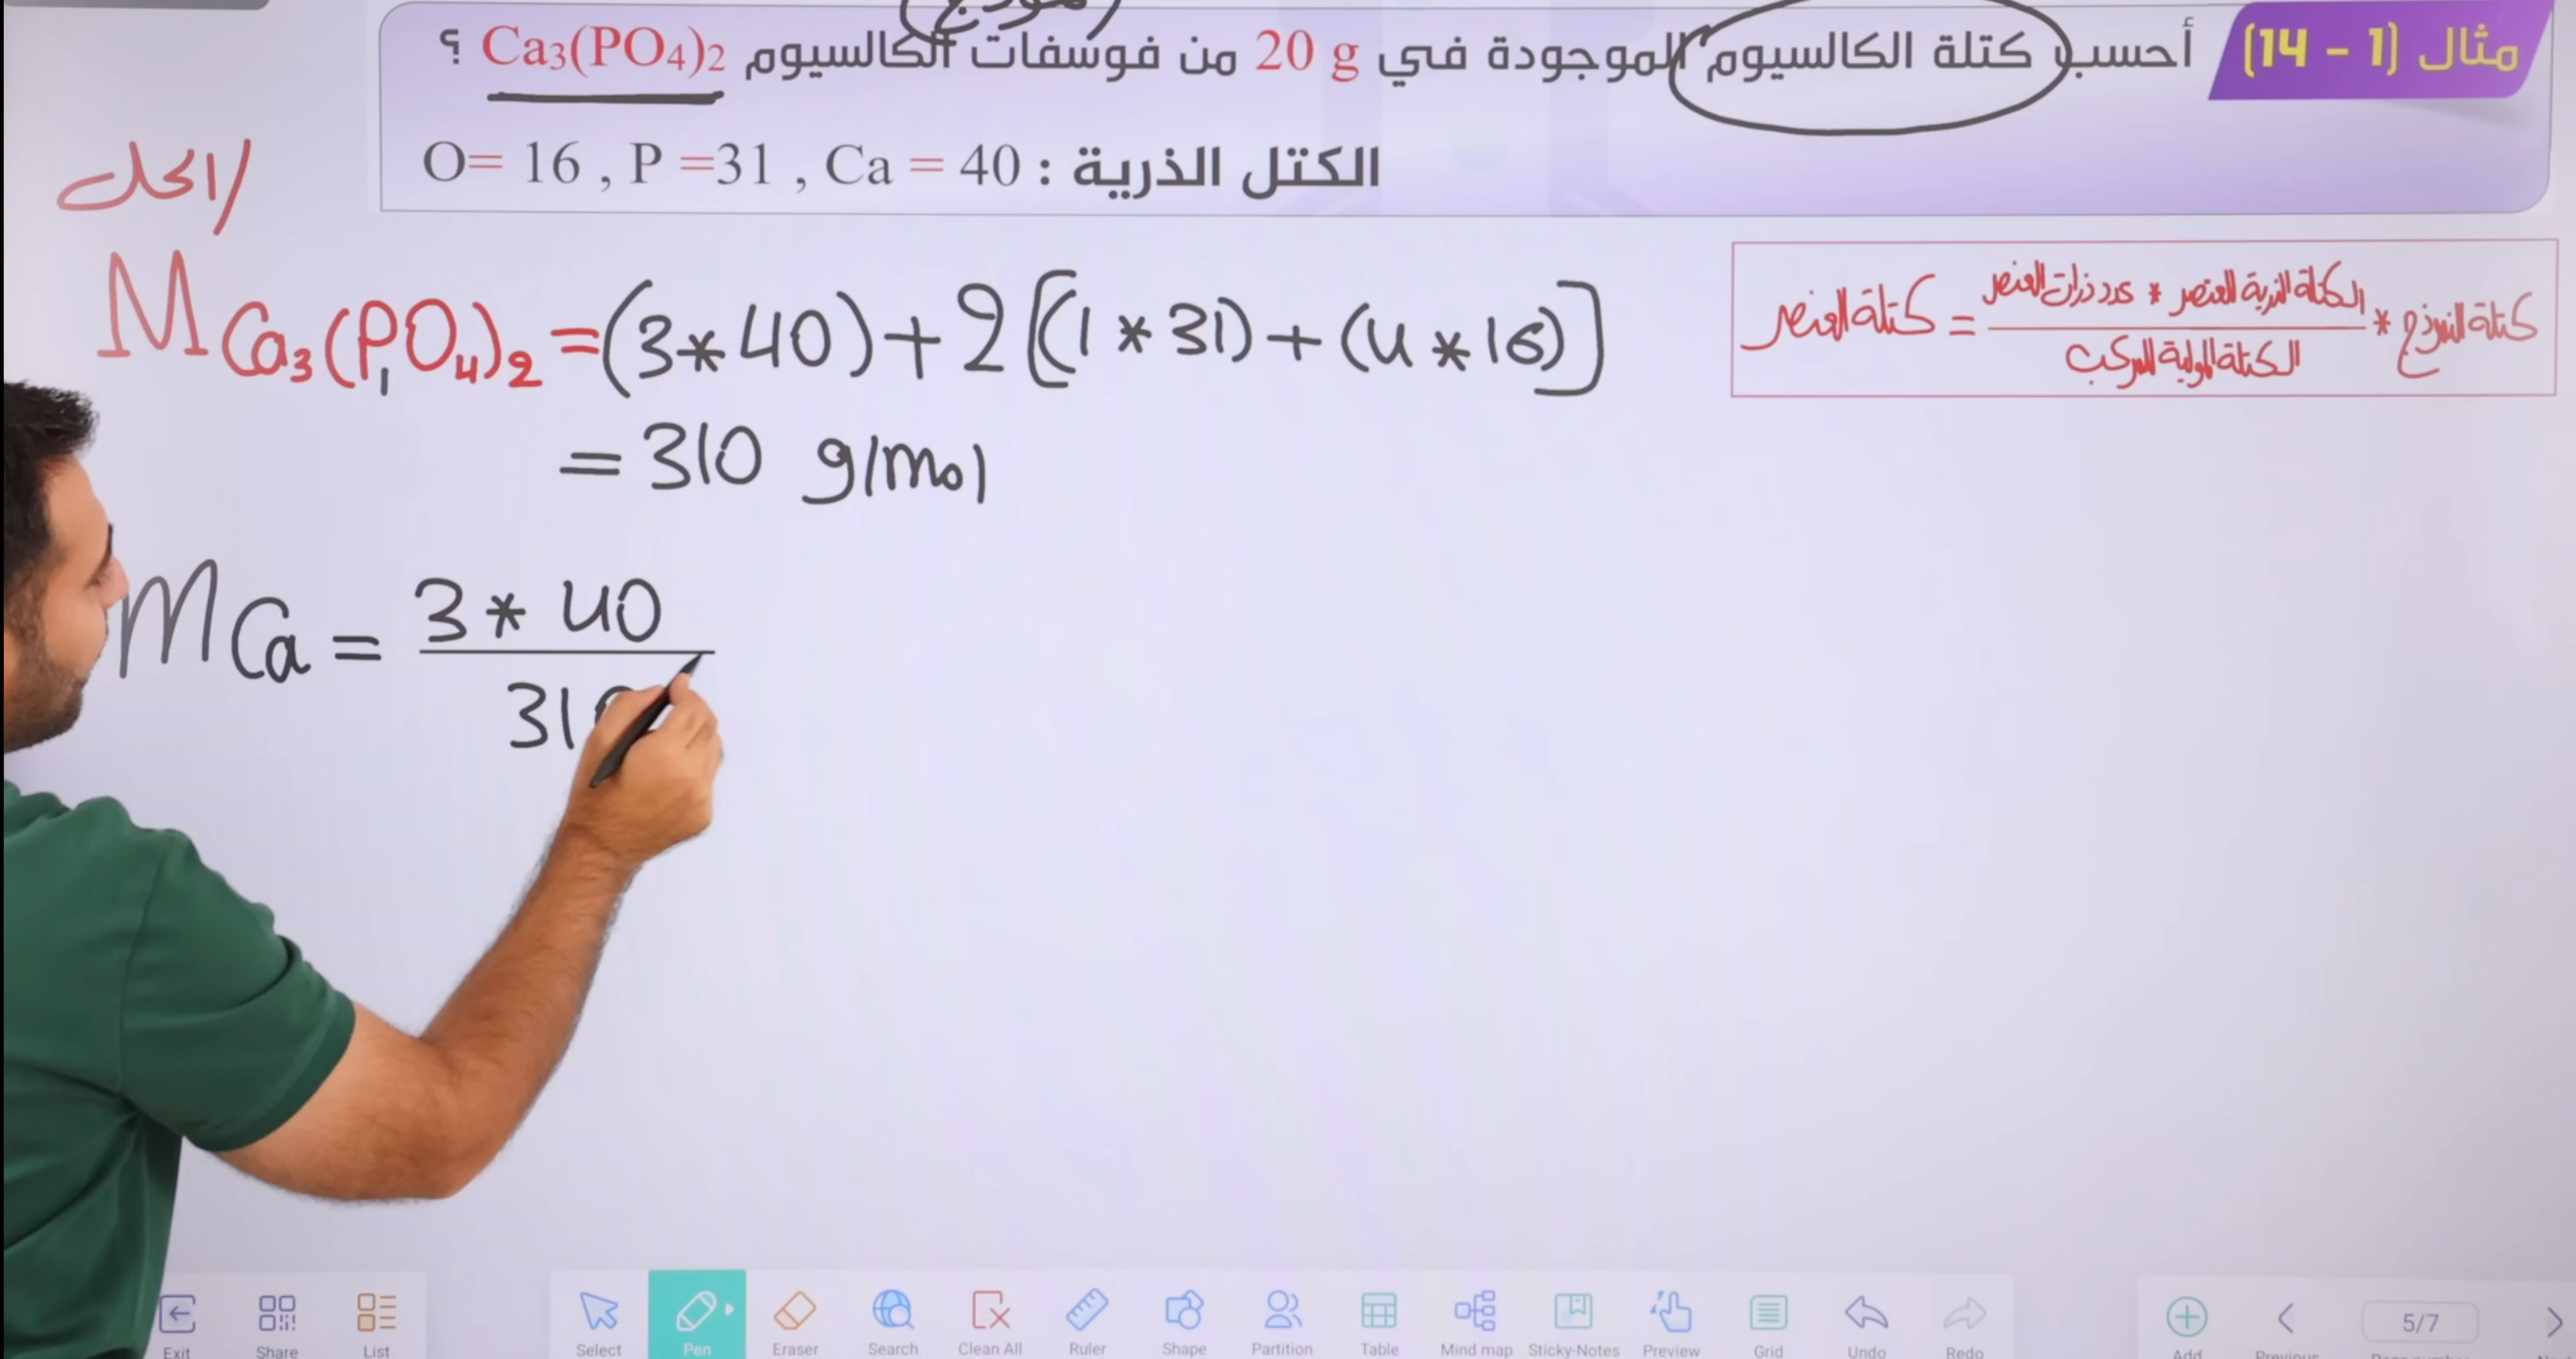 مثال (1 - 14) أحسب كتلة الكالسيوم الموجودة في 20 g من فوسفات الكالسيوم Ca3(PO4)2 ؟
الكتل الذرية : O= 16 , P =31 , Ca = 40
الحل/
M Ca3(P1O4)2 = (3*40)+2[(1*31)+(4*16)]
= 310 g/mol
كتلة العنصر = الكتلة الذرية للعنصر * عدد ذرات العنصر / الكتلة المولية للمركب * كتلة النموذج
mCa = 3*40
310
Exit Share List Select Pen Eraser Search Clean All Ruler Shape Partition Table Mind map Sticky-Notes Preview Grid Undo Redo Add Previous 5/7